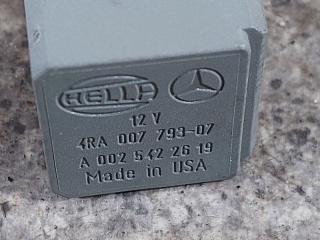 HELLA
12 V
4RA 007 793-07
A 002 542 26 19
Made in USA